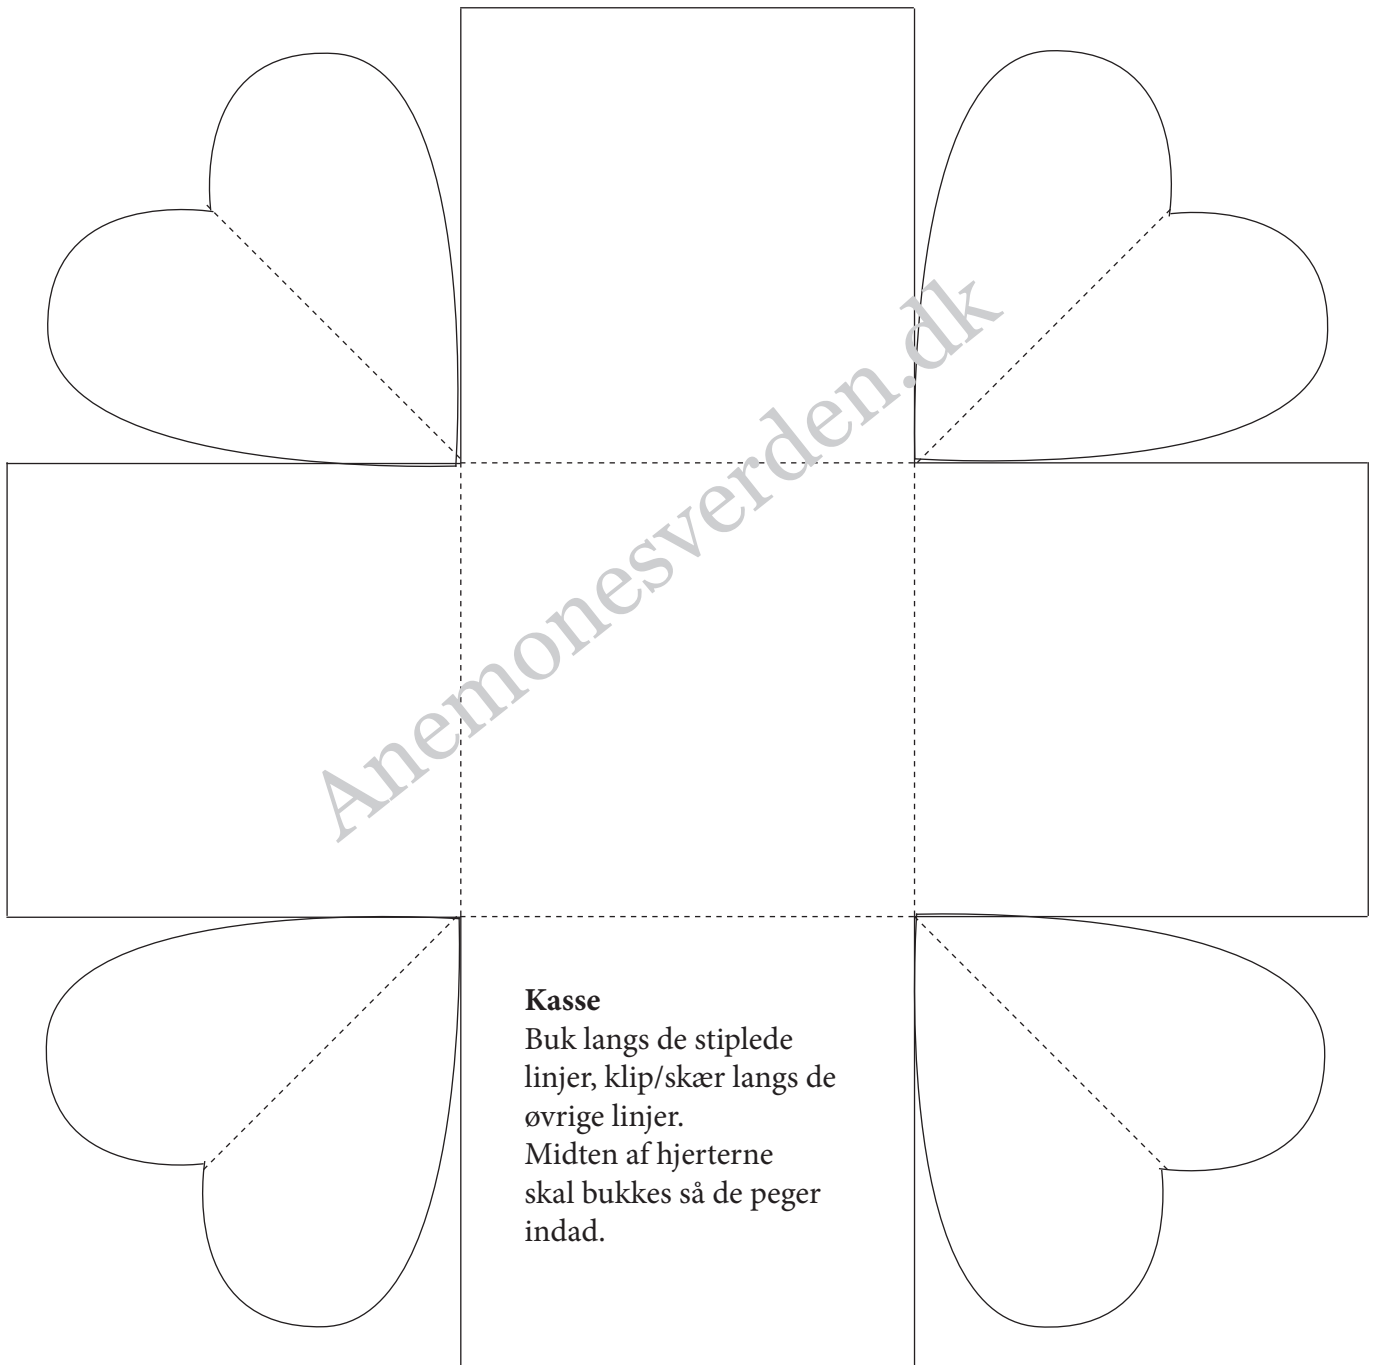 Anemonesverden.dk
Kasse
Buk langs de stiplede
linjer, klip/skær langs de
øvrige linjer.
Midten af hjerterne
skal bukkes så de peger
indad.